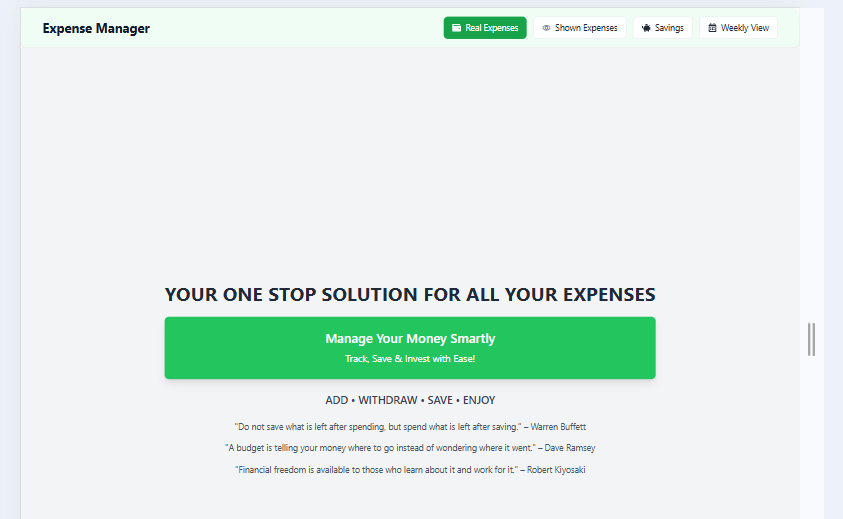 Expense Manager
Real Expenses
Shown Expenses
Savings
Weekly View
YOUR ONE STOP SOLUTION FOR ALL YOUR EXPENSES
Manage Your Money Smartly
Track, Save & Invest with Ease!
ADD • WITHDRAW • SAVE • ENJOY
"Do not save what is left after spending, but spend what is left after saving." – Warren Buffett
"A budget is telling your money where to go instead of wondering where it went." – Dave Ramsey
"Financial freedom is available to those who learn about it and work for it." – Robert Kiyosaki